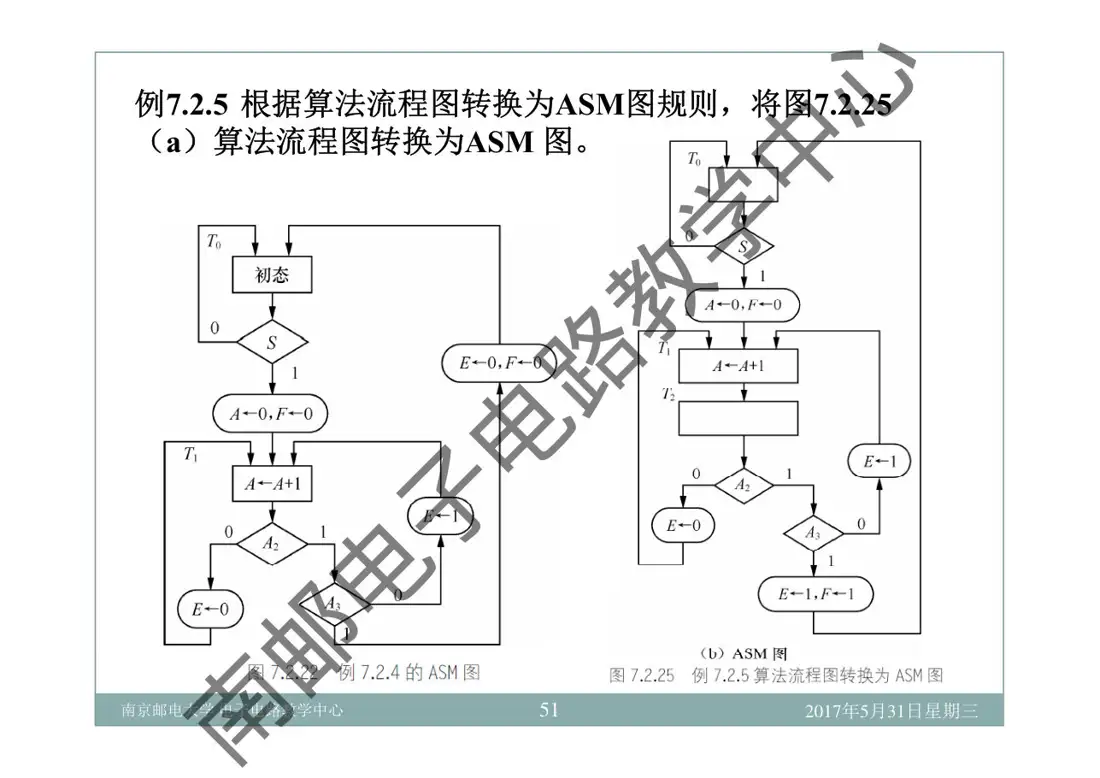 例7.2.5 根据算法流程图转换为ASM图规则，将图7.2.25
（a）算法流程图转换为ASM 图。
T0
初态
0
S
1
A←0，F←0
T1
A←A+1
0
A2
1
E←0
A3
0
1
E←1
E←0，F←0
图 7.2.22 例 7.2.4 的 ASM 图
T0
0
S
1
A←0，F←0
T1
A←A+1
T2
0
A2
1
E←0
A3
0
1
E←1
E←1，F←1
（b）ASM 图
图 7.2.25 例 7.2.5 算法流程图转换为 ASM 图
南邮电子电路教学中心
南京邮电大学 电子电路教学中心
51
2017年5月31日星期三